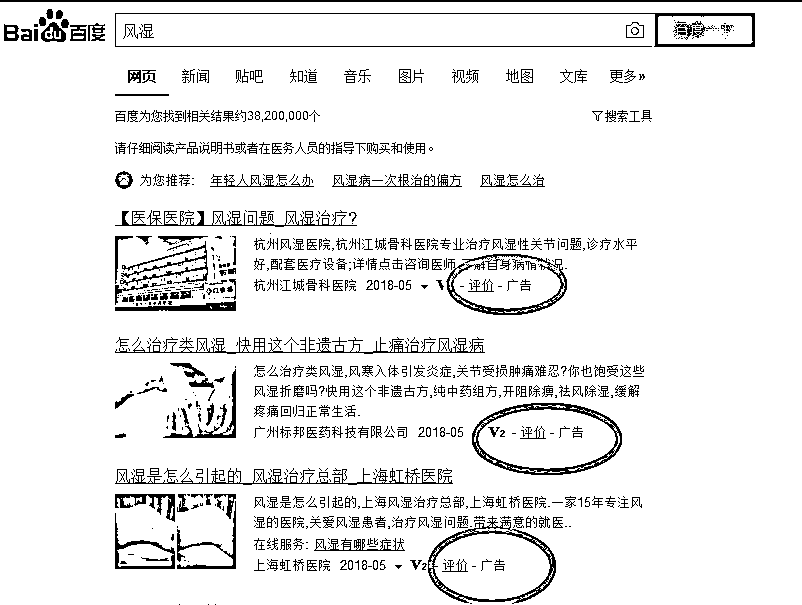 Bai du 百度 风湿 百度一下
网页 新闻 贴吧 知道 音乐 图片 视频 地图 文库 更多»
百度为您找到相关结果约38,200,000个 搜索工具
请仔细阅读产品说明书或者在医务人员的指导下购买和使用。
为您推荐: 年轻人风湿怎么办 风湿病一次根治的偏方 风湿怎么治
【医保医院】风湿问题_风湿治疗?
杭州风湿医院,杭州江城骨科医院专业治疗风湿性关节问题,诊疗水平
好,配套医疗设备;详情点击咨询医师,了解自身病情状况.
杭州江城骨科医院 2018-05 - 评价 - 广告
怎么治疗类风湿_快用这个非遗古方_止痛治疗风湿病
怎么治疗类风湿,风寒入体引发炎症,关节受损肿痛难忍?你也饱受这些
风湿折磨吗?快用这个非遗古方,纯中药组方,开阻除痹,祛风除湿,缓解
疼痛回归正常生活.
广州标邦医药科技有限公司 2018-05 V2 - 评价 - 广告
风湿是怎么引起的_风湿治疗总部_上海虹桥医院
风湿是怎么引起的,上海风湿治疗总部,上海虹桥医院.一家15年专注风
湿的医院,关爱风湿患者,治疗风湿问题.带来满意的就医..
在线服务: 风湿有哪些症状
上海虹桥医院 2018-05 V2 - 评价 - 广告